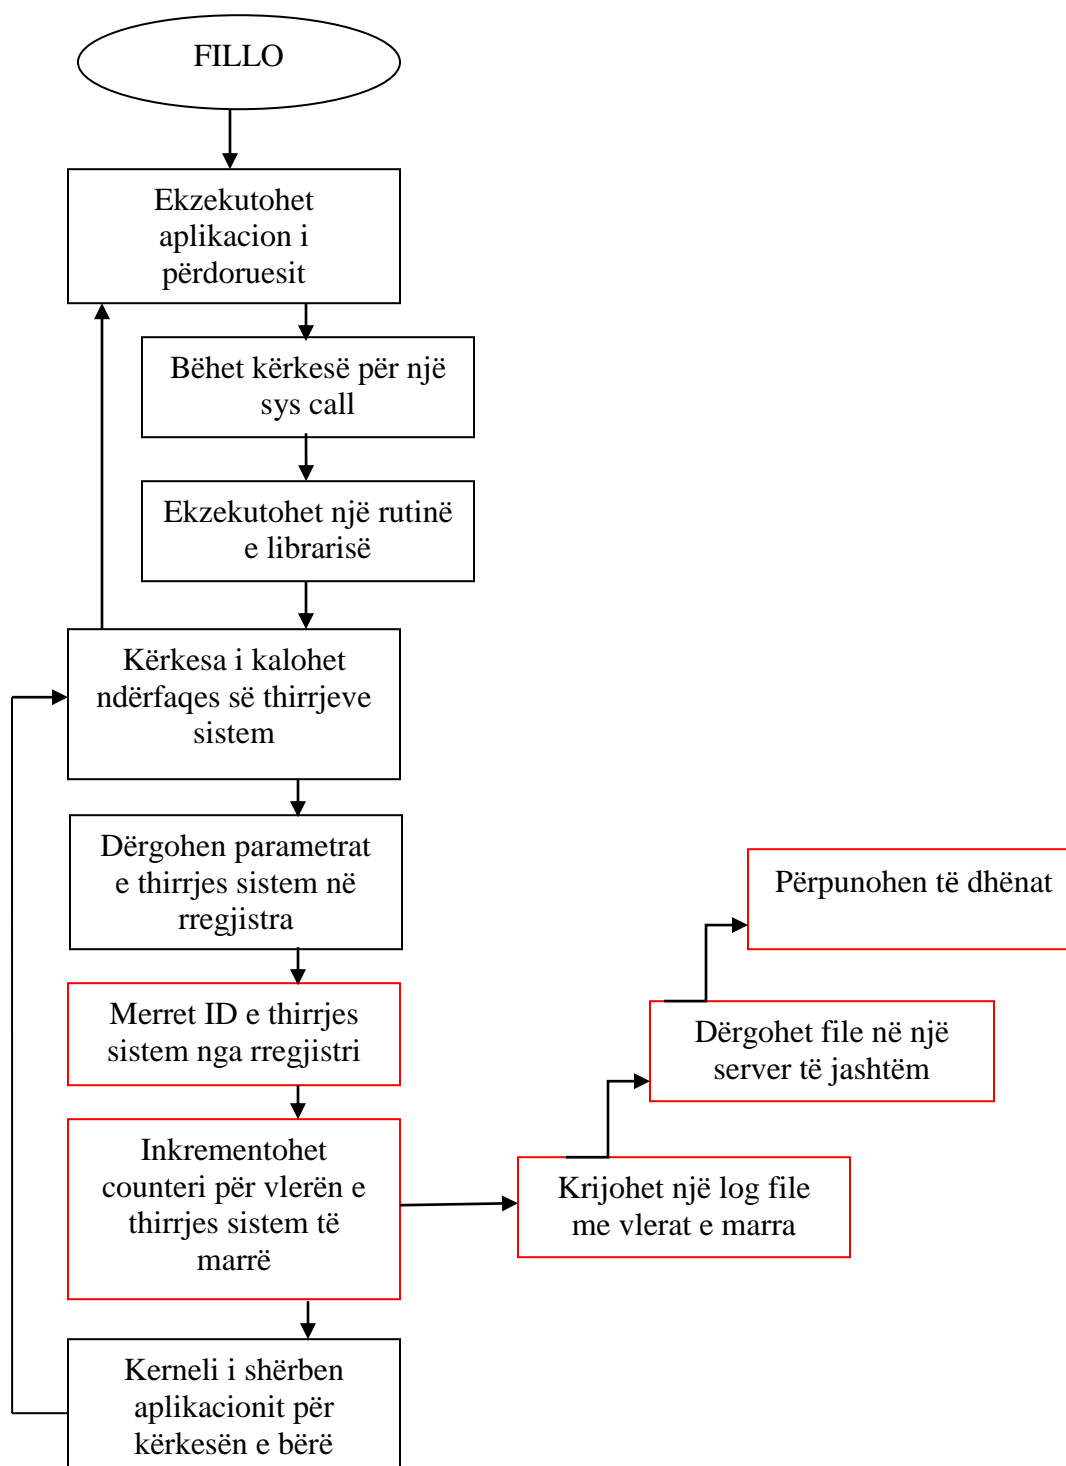 FILLO
Ekzekutohet
aplikacion i
përdoruesit
Bëhet kërkesë për një
sys call
Ekzekutohet një rutinë
e librarisë
Kërkesa i kalohet
ndërfaqes së thirrjeve
sistem
Dërgohen parametrat
e thirrjes sistem në
rregjistra
Merret ID e thirrjes
sistem nga rregjistri
Inkrementohet
counteri për vlerën e
thirrjes sistem të
marrë
Kerneli i shërben
aplikacionit për
kërkesën e bërë
Krijohet një log file
me vlerat e marra
Dërgohet file në një
server të jashtëm
Përpunohen të dhënat